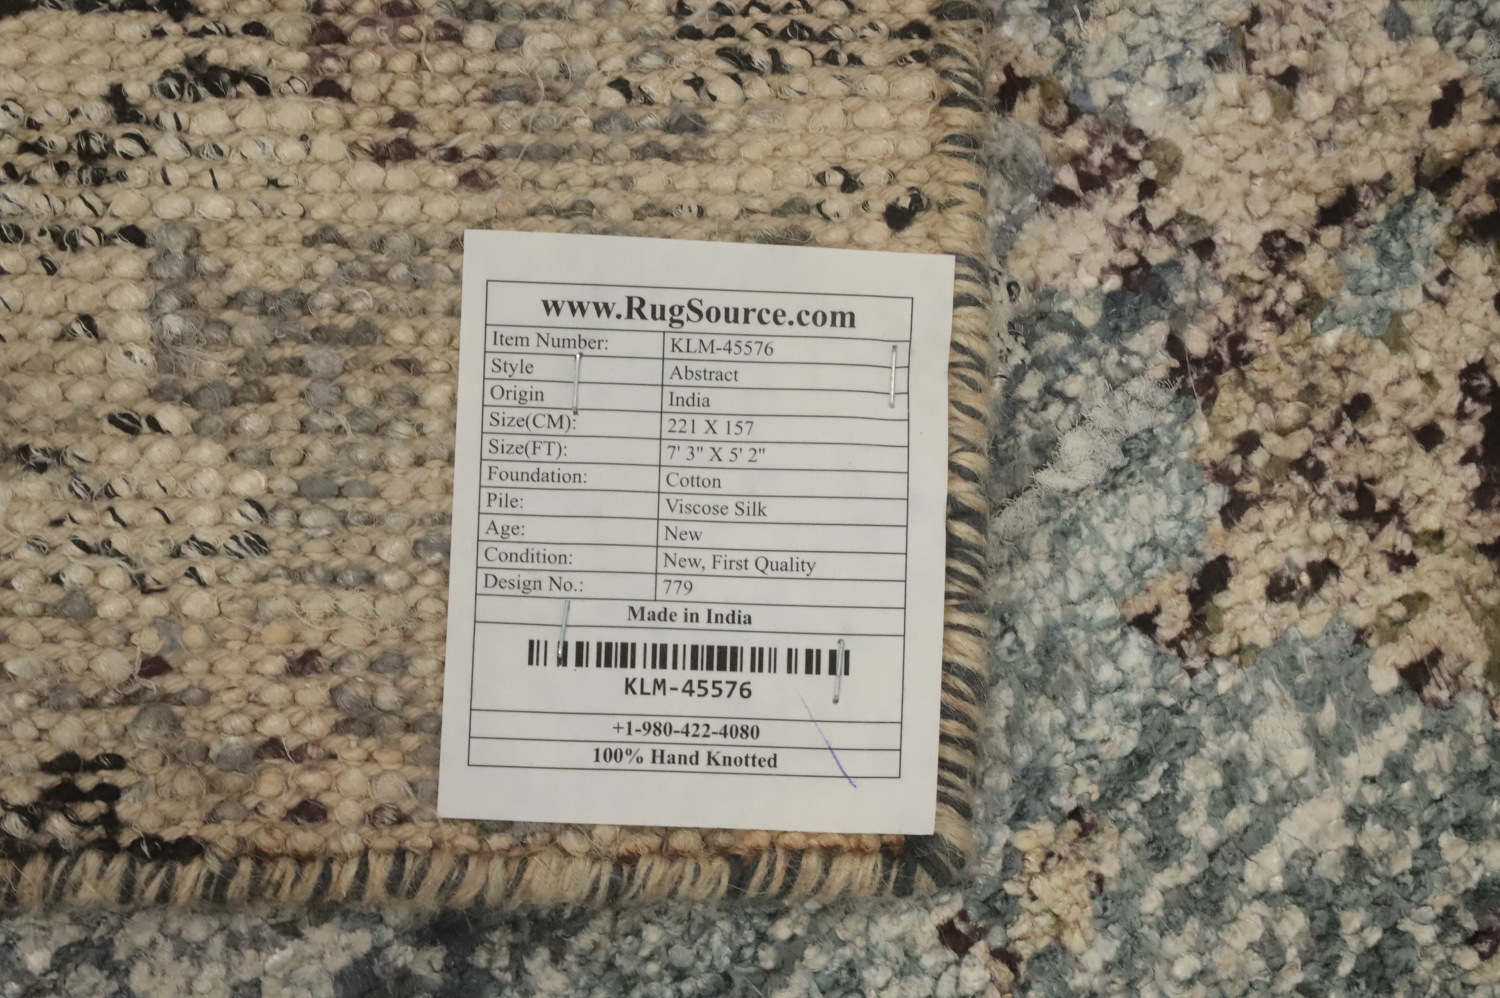 www.RugSource.com
Item Number: KLM-45576
Style Abstract
Origin India
Size(CM): 221 X 157
Size(FT): 7' 3" X 5' 2"
Foundation: Cotton
Pile: Viscose Silk
Age: New
Condition: New, First Quality
Design No.: 779
Made in India
KLM-45576
+1-980-422-4080
100% Hand Knotted